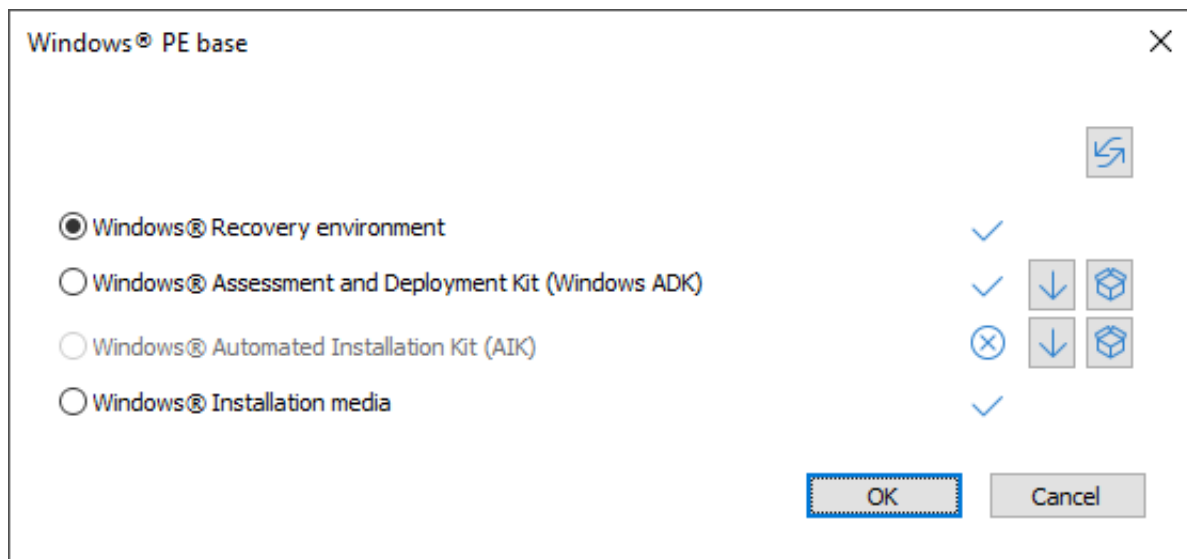 Windows® PE base
Windows® Recovery environment
Windows® Assessment and Deployment Kit (Windows ADK)
Windows® Automated Installation Kit (AIK)
Windows® Installation media
OK
Cancel